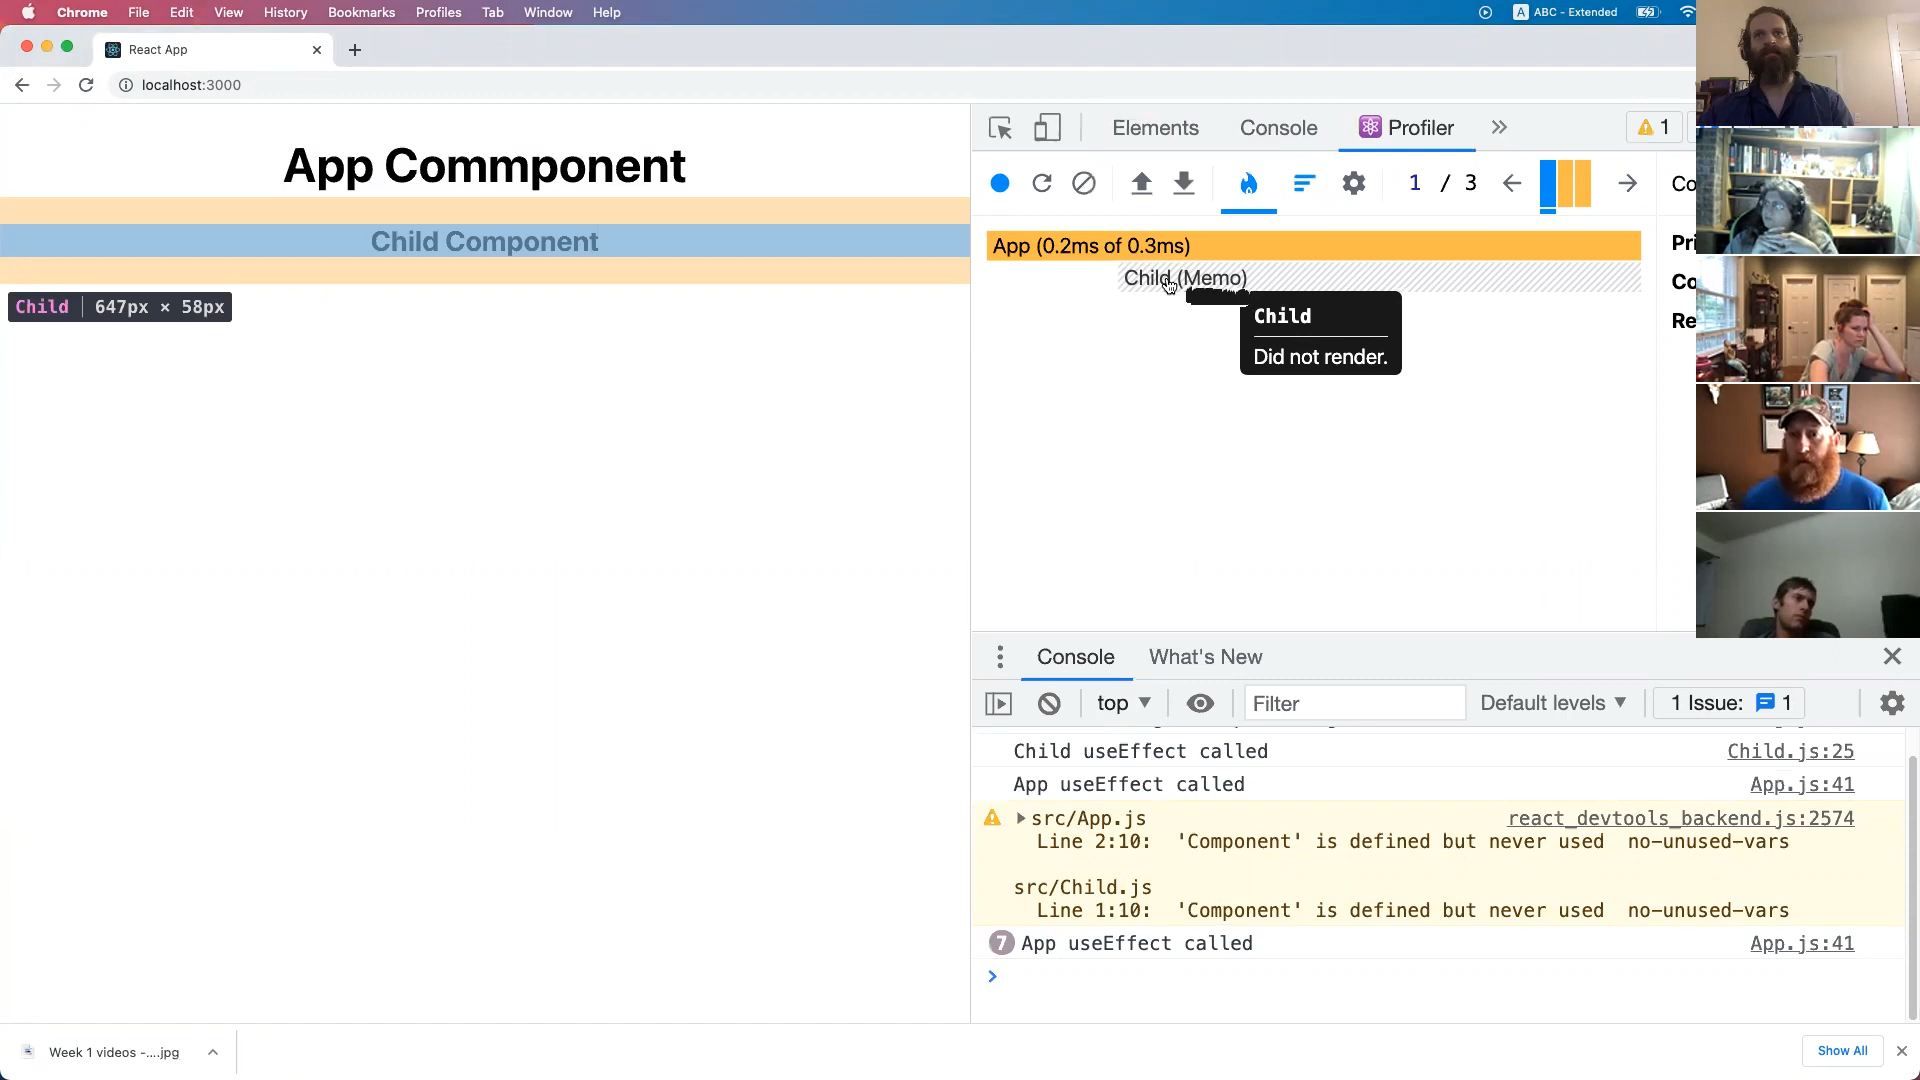 Chrome File Edit View History Bookmarks Profiles Tab Window Help
A ABC - Extended
React App
localhost:3000
App Commponent
Child Component
Child 647px × 58px
Elements Console Profiler 1
1 / 3
Co
App (0.2ms of 0.3ms)
Pri
Child (Memo)
Co
Child
Re
Did not render.
Console What's New
top Filter Default levels 1 Issue: 1
Child useEffect called Child.js:25
App useEffect called App.js:41
src/App.js react_devtools_backend.js:2574
Line 2:10: 'Component' is defined but never used no-unused-vars
src/Child.js
Line 1:10: 'Component' is defined but never used no-unused-vars
7 App useEffect called App.js:41
Week 1 videos -....jpg
Show All